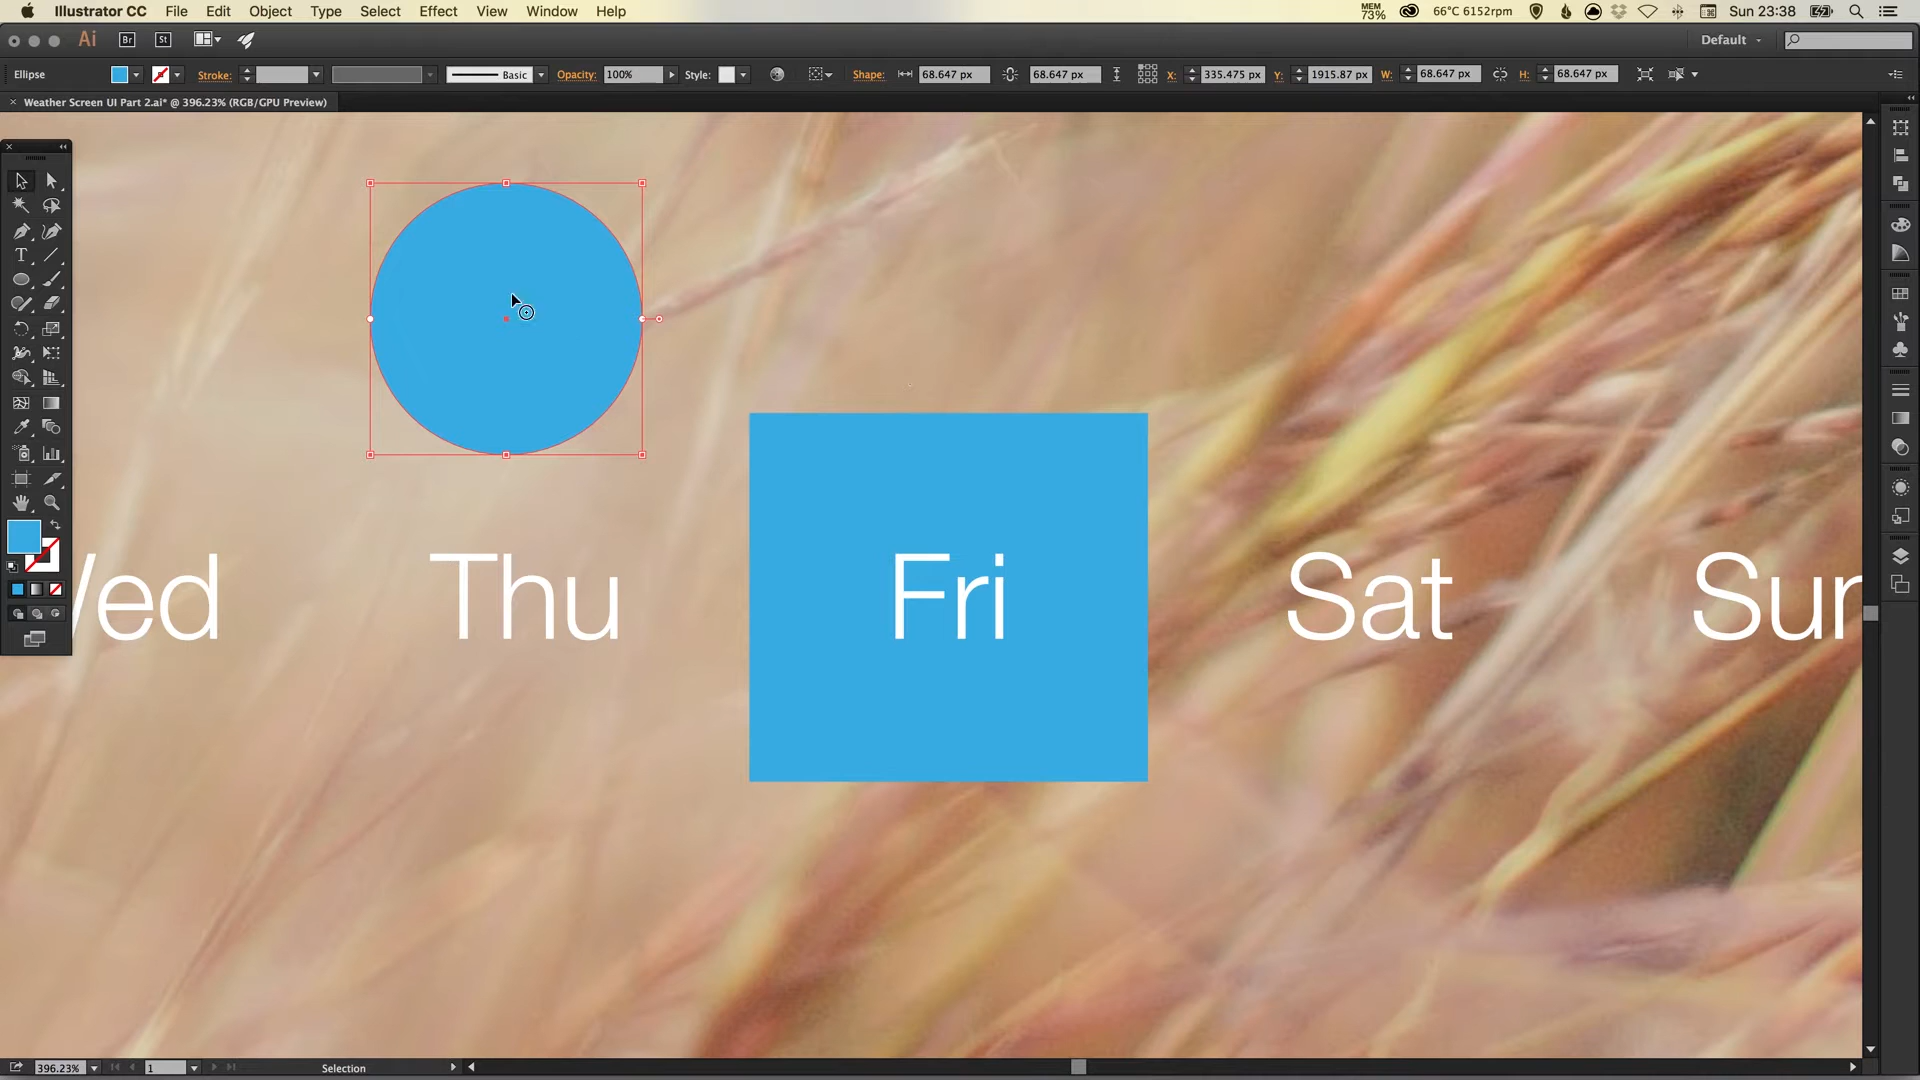 Illustrator CC File Edit Object Type Select Effect View Window Help MEM 73% 66°C 6152rpm Sun 23:38
Ai Br St Default
Ellipse Stroke: Basic Opacity: 100% Style: Shape: 68.647 px 68.647 px X: 335.475 px Y: 1915.87 px W: 68.647 px H: 68.647 px
Weather Screen UI Part 2.ai* @ 396.23% (RGB/GPU Preview)
Thu Fri Sat
396.23% 1 Selection